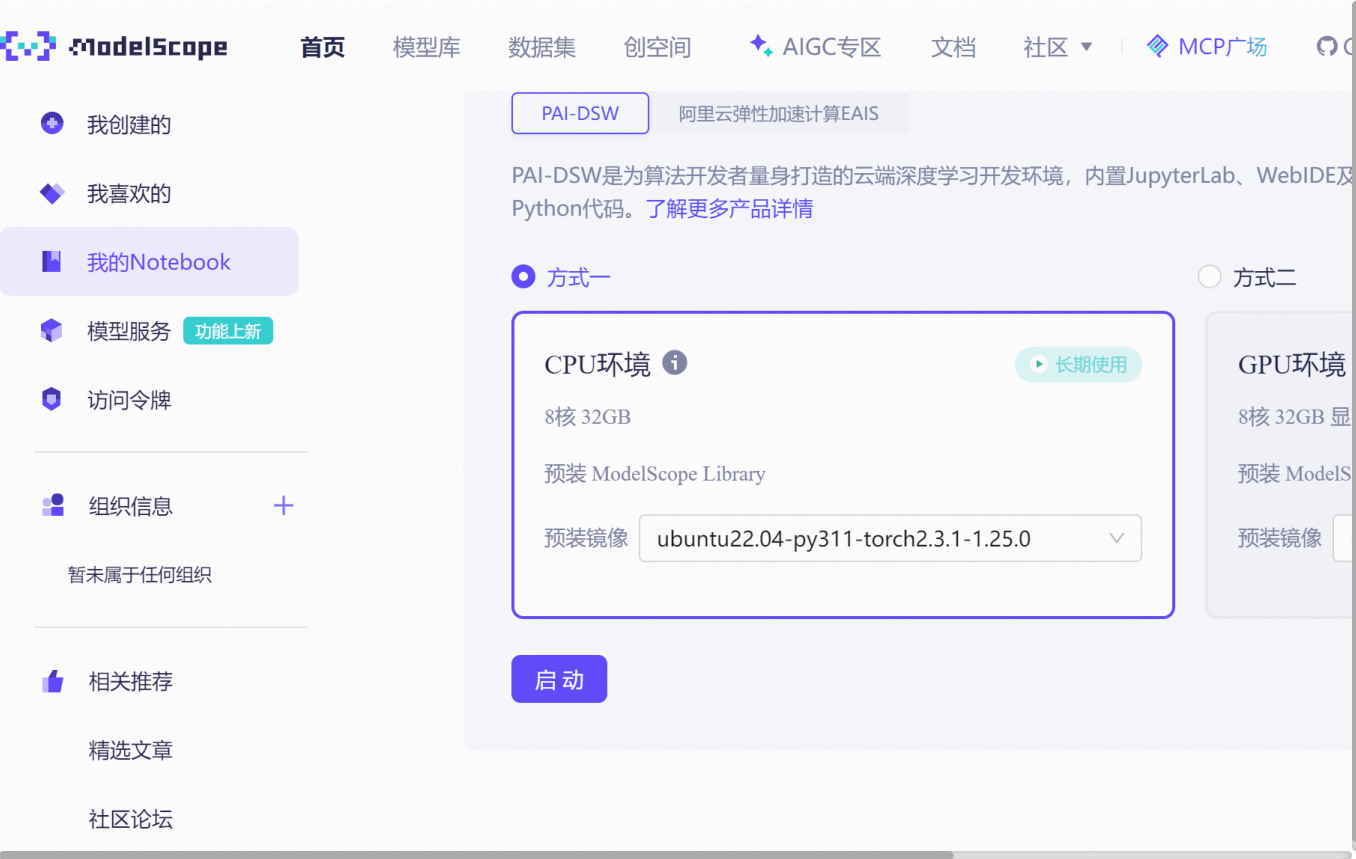 ModelScope
首页
模型库
数据集
创空间
AIGC专区
文档
社区
MCP广场
我创建的
我喜欢的
我的Notebook
模型服务 功能上新
访问令牌
组织信息 +
暂未属于任何组织
相关推荐
精选文章
社区论坛
PAI-DSW
阿里云弹性加速计算EAIS
PAI-DSW是为算法开发者量身打造的云端深度学习开发环境，内置JupyterLab、WebIDE及
Python代码。了解更多产品详情
方式一
CPU环境
长期使用
8核 32GB
预装 ModelScope Library
预装镜像 ubuntu22.04-py311-torch2.3.1-1.25.0
方式二
GPU环境
8核 32GB 显
预装 ModelS
预装镜像
启动